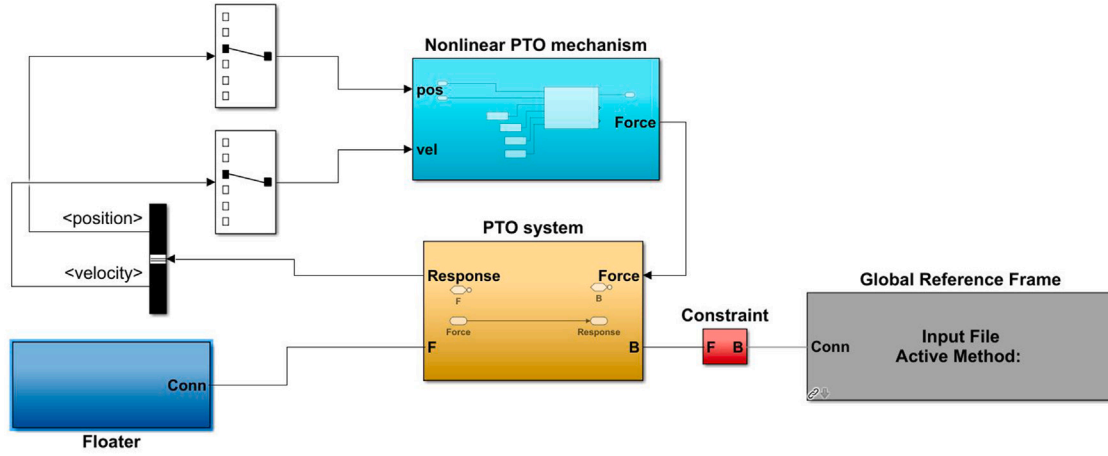 Nonlinear PTO mechanism
pos
Force
vel
<position>
<velocity>
PTO system
Response
Force
F
B
Force
Response
F
B
Global Reference Frame
Constraint
F B
Conn
Input File
Active Method:
Conn
Floater